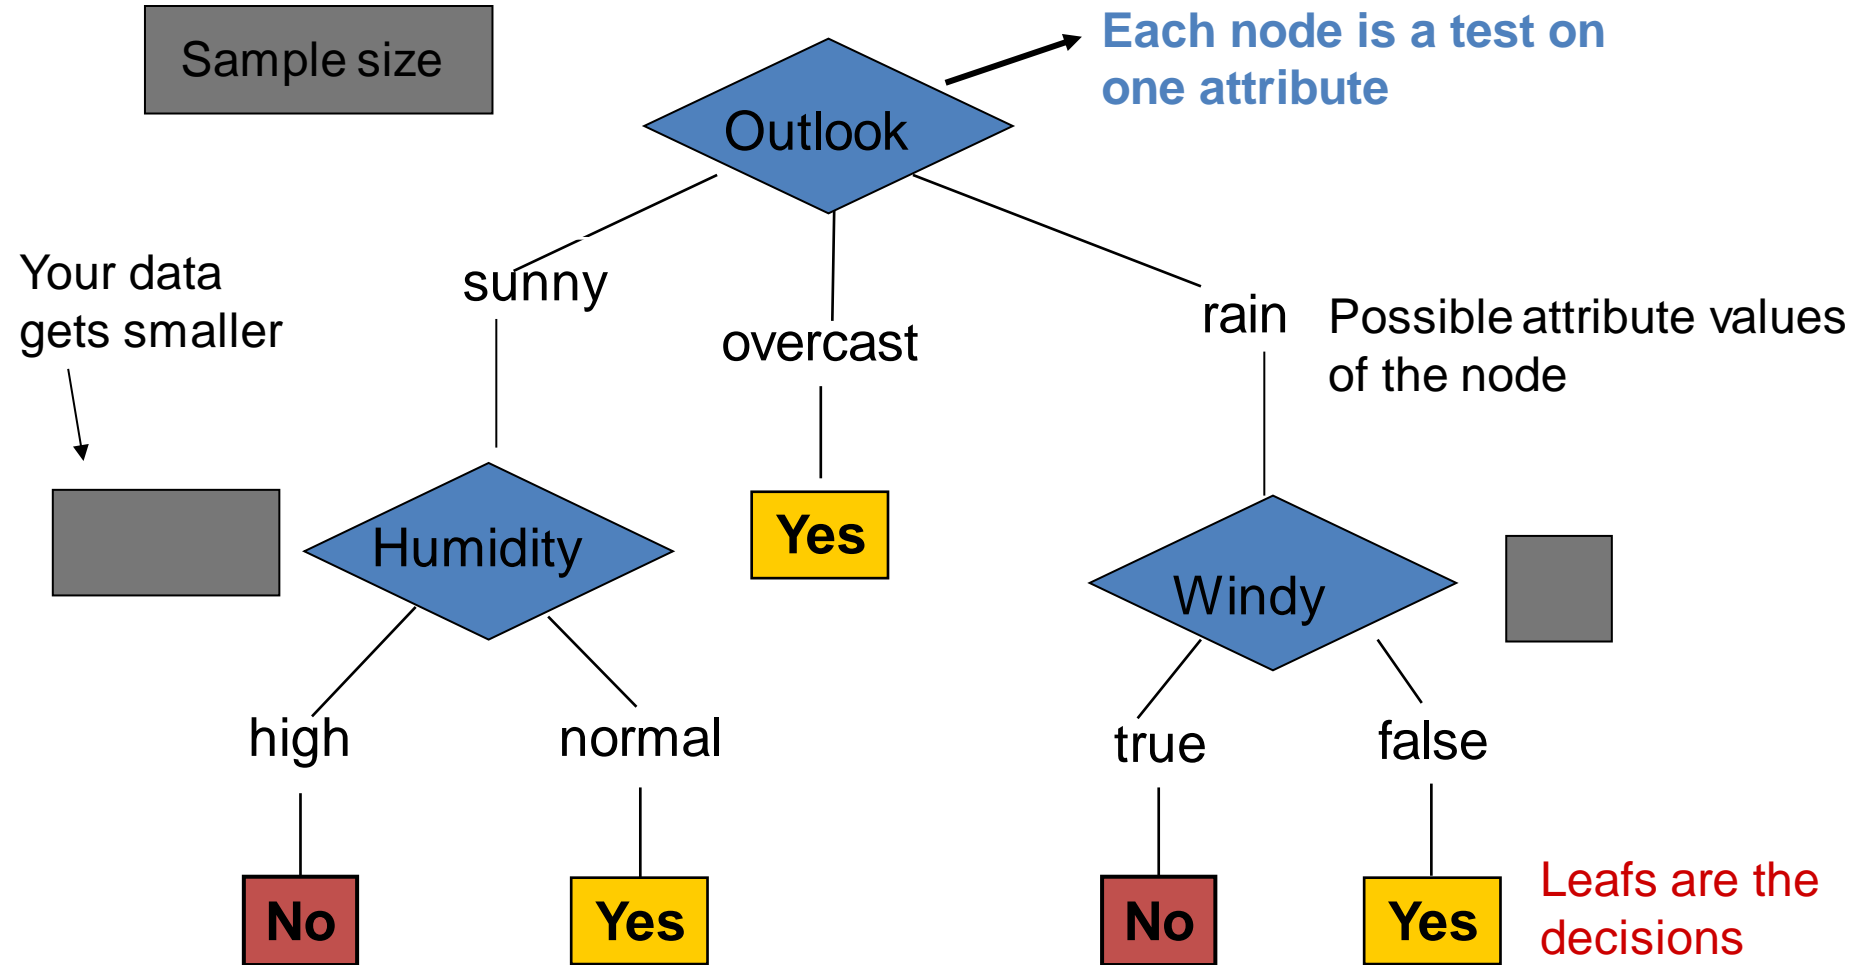 Sample size
Each node is a test on
one attribute
Outlook
Your data
gets smaller
sunny
overcast
rain
Possible attribute values
of the node
Humidity
Yes
Windy
high
normal
true
false
No
Yes
No
Yes
Leafs are the
decisions